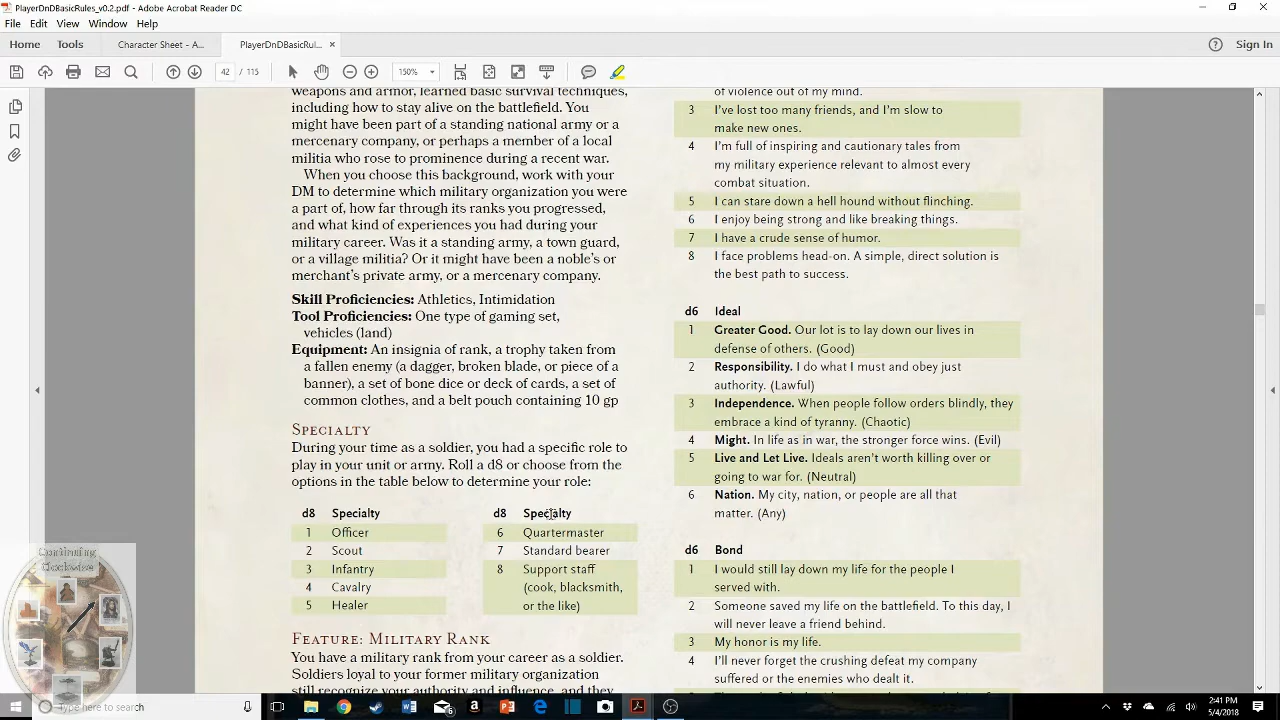 PlayerDnDBasicRules_v0.2.pdf - Adobe Acrobat Reader DC
File Edit View Window Help
Home Tools Character Sheet - A... PlayerDnDBasicRul... × Sign In
42 / 115 150%
weapons and armor, learned basic survival techniques,
including how to stay alive on the battlefield. You
might have been part of a standing national army or a
mercenary company, or perhaps a member of a local
militia who rose to prominence during a recent war.
When you choose this background, work with your
DM to determine which military organization you were
a part of, how far through its ranks you progressed,
and what kind of experiences you had during your
military career. Was it a standing army, a town guard,
or a village militia? Or it might have been a noble's or
merchant's private army, or a mercenary company.
Skill Proficiencies: Athletics, Intimidation
Tool Proficiencies: One type of gaming set,
vehicles (land)
Equipment: An insignia of rank, a trophy taken from
a fallen enemy (a dagger, broken blade, or piece of a
banner), a set of bone dice or deck of cards, a set of
common clothes, and a belt pouch containing 10 gp
Specialty
During your time as a soldier, you had a specific role to
play in your unit or army. Roll a d8 or choose from the
options in the table below to determine your role:
d8 Specialty
1 Officer
2 Scout
3 Infantry
4 Cavalry
5 Healer
d8 Specialty
6 Quartermaster
7 Standard bearer
8 Support staff
(cook, blacksmith,
or the like)
Feature: Military Rank
You have a military rank from your career as a soldier.
Soldiers loyal to your former military organization
still recognize your authority and influence, and they
of violence out of my mind.
3 I've lost too many friends, and I'm slow to
make new ones.
4 I'm full of inspiring and cautionary tales from
my military experience relevant to almost every
combat situation.
5 I can stare down a hell hound without flinching.
6 I enjoy being strong and like breaking things.
7 I have a crude sense of humor.
8 I face problems head-on. A simple, direct solution is
the best path to success.
d6 Ideal
1 Greater Good. Our lot is to lay down our lives in
defense of others. (Good)
2 Responsibility. I do what I must and obey just
authority. (Lawful)
3 Independence. When people follow orders blindly, they
embrace a kind of tyranny. (Chaotic)
4 Might. In life as in war, the stronger force wins. (Evil)
5 Live and Let Live. Ideals aren't worth killing over or
going to war for. (Neutral)
6 Nation. My city, nation, or people are all that
matter. (Any)
d6 Bond
1 I would still lay down my life for the people I
served with.
2 Someone saved my life on the battlefield. To this day, I
will never leave a friend behind.
3 My honor is my life.
4 I'll never forget the crushing defeat my company
suffered or the enemies who dealt it.
Continuing
Clockwise
Type here to search
2:41 PM
5/4/2018